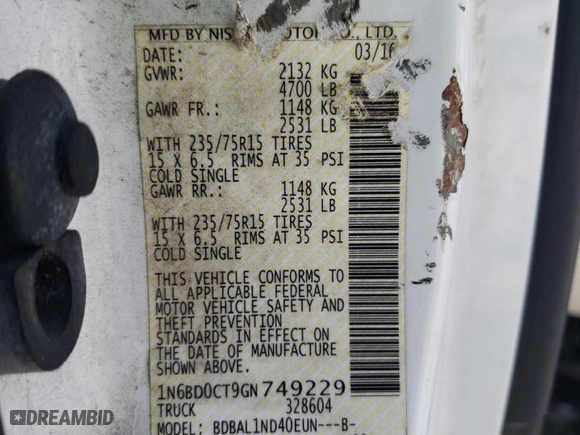 MFD BY NISSAN MOTOR CO., LTD.
DATE: 03/16
GVWR: 2132 KG
4700 LB
GAWR FR.: 1148 KG
2531 LB
WITH 235/75R15 TIRES
15 X 6.5 RIMS AT 35 PSI
COLD SINGLE
GAWR RR.: 1148 KG
2531 LB
WITH 235/75R15 TIRES
15 X 6.5 RIMS AT 35 PSI
COLD SINGLE
THIS VEHICLE CONFORMS TO
ALL APPLICABLE FEDERAL
MOTOR VEHICLE SAFETY AND
THEFT PREVENTION
STANDARDS IN EFFECT ON
THE DATE OF MANUFACTURE
SHOWN ABOVE.
1N6BD0CT9GN749229
TRUCK 328604
MODEL: BDBAL1ND40EUN---B-
DREAMBID